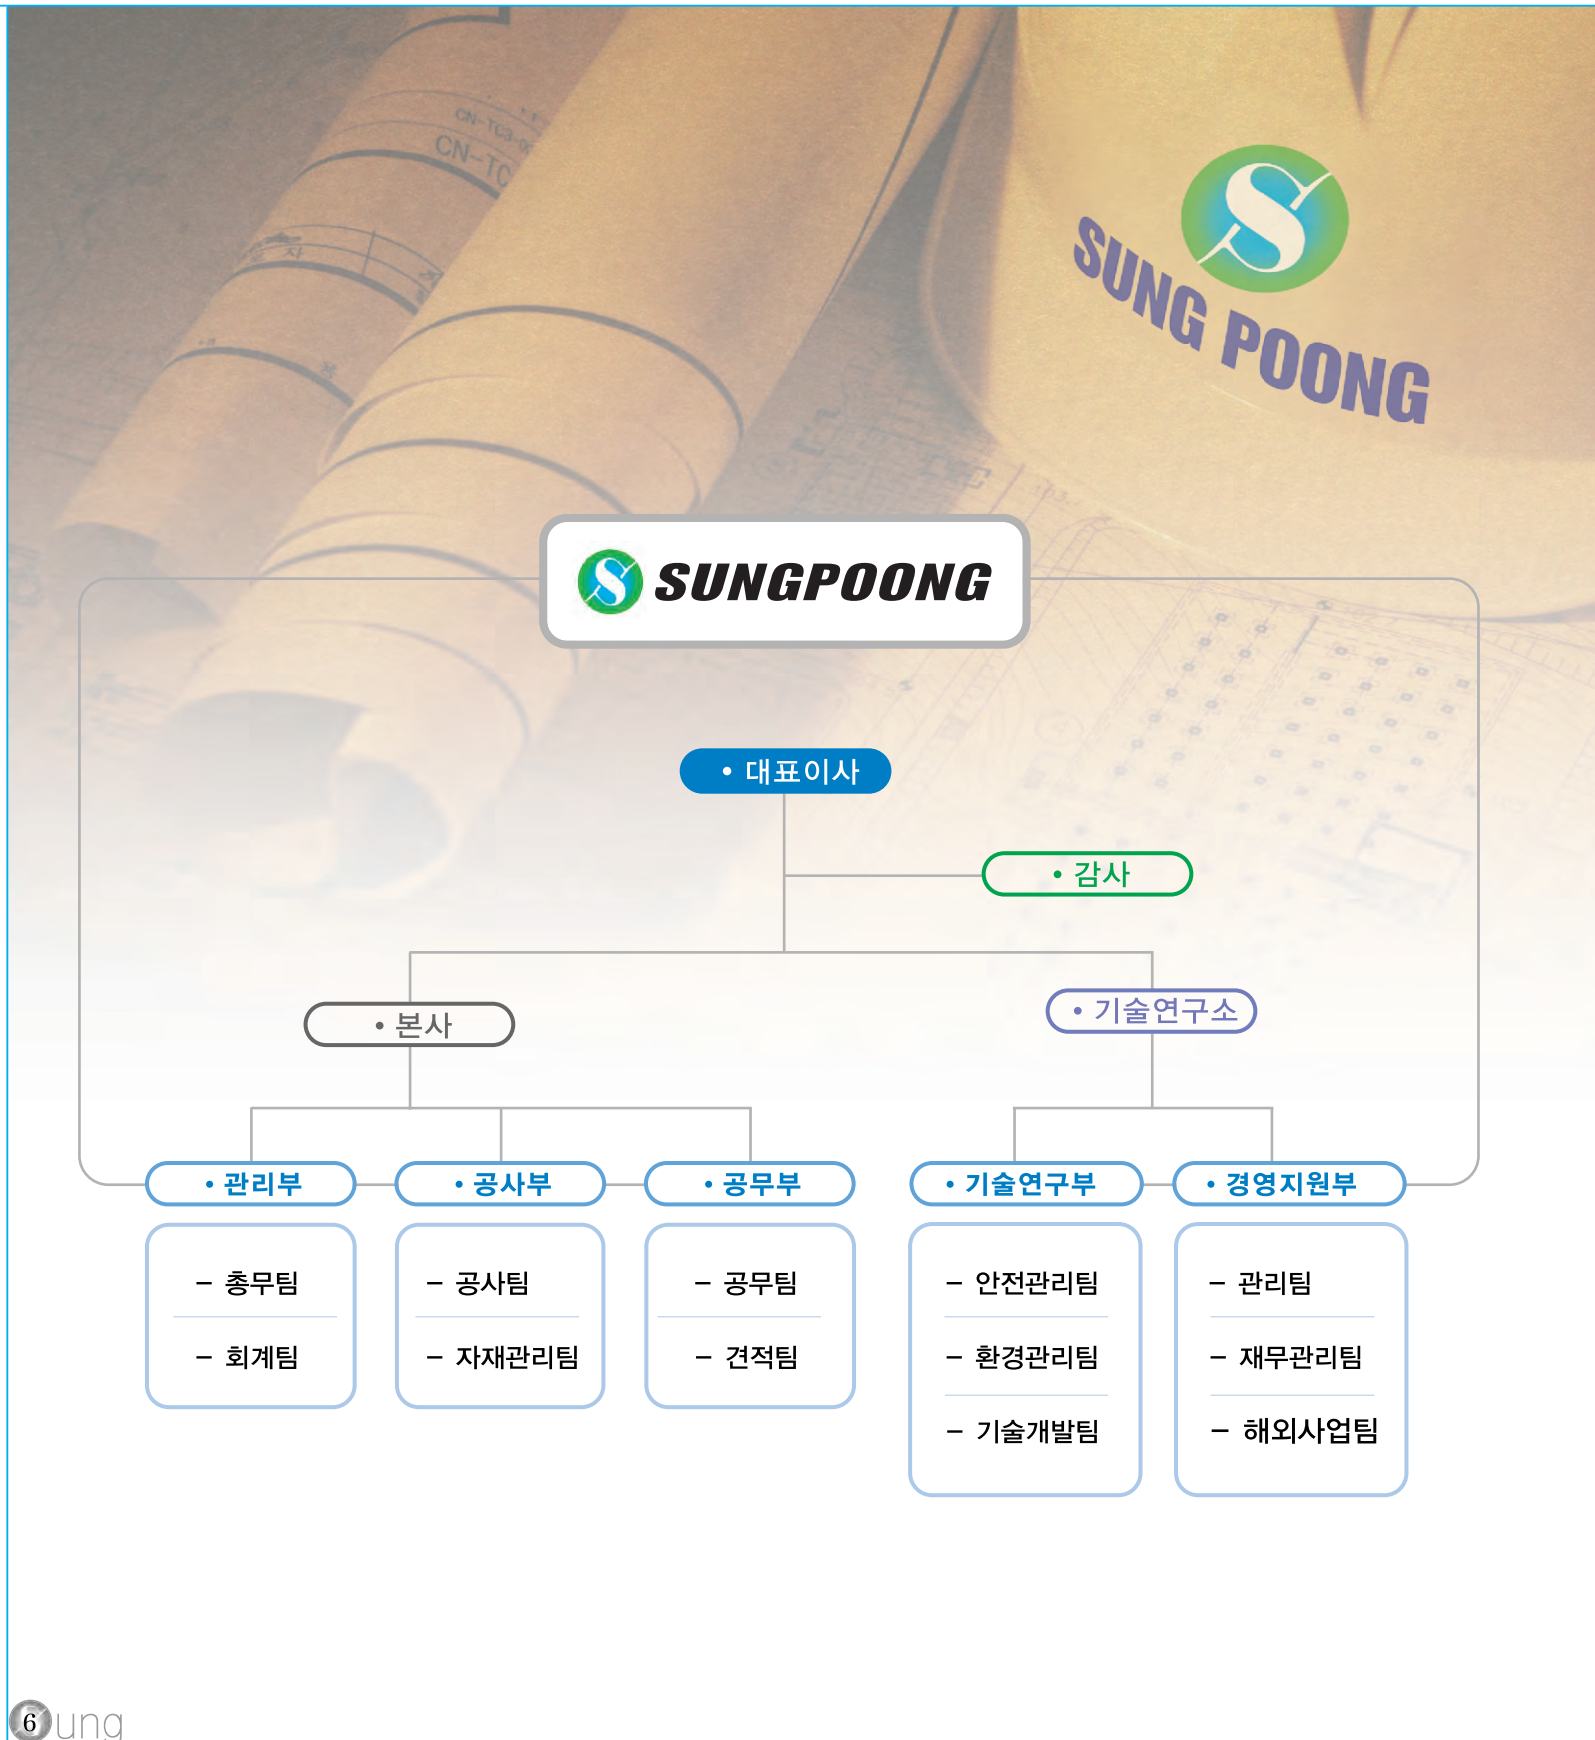 CN-TC
SUNG POONG
SUNGPOONG
• 대표이사
• 감사
• 본사
• 기술연구소
• 관리부
• 공사부
• 공무부
• 기술연구부
• 경영지원부
- 총무팀
- 회계팀
- 공사팀
- 자재관리팀
- 공무팀
- 견적팀
- 안전관리팀
- 환경관리팀
- 기술개발팀
- 관리팀
- 재무관리팀
- 해외사업팀
6
ung